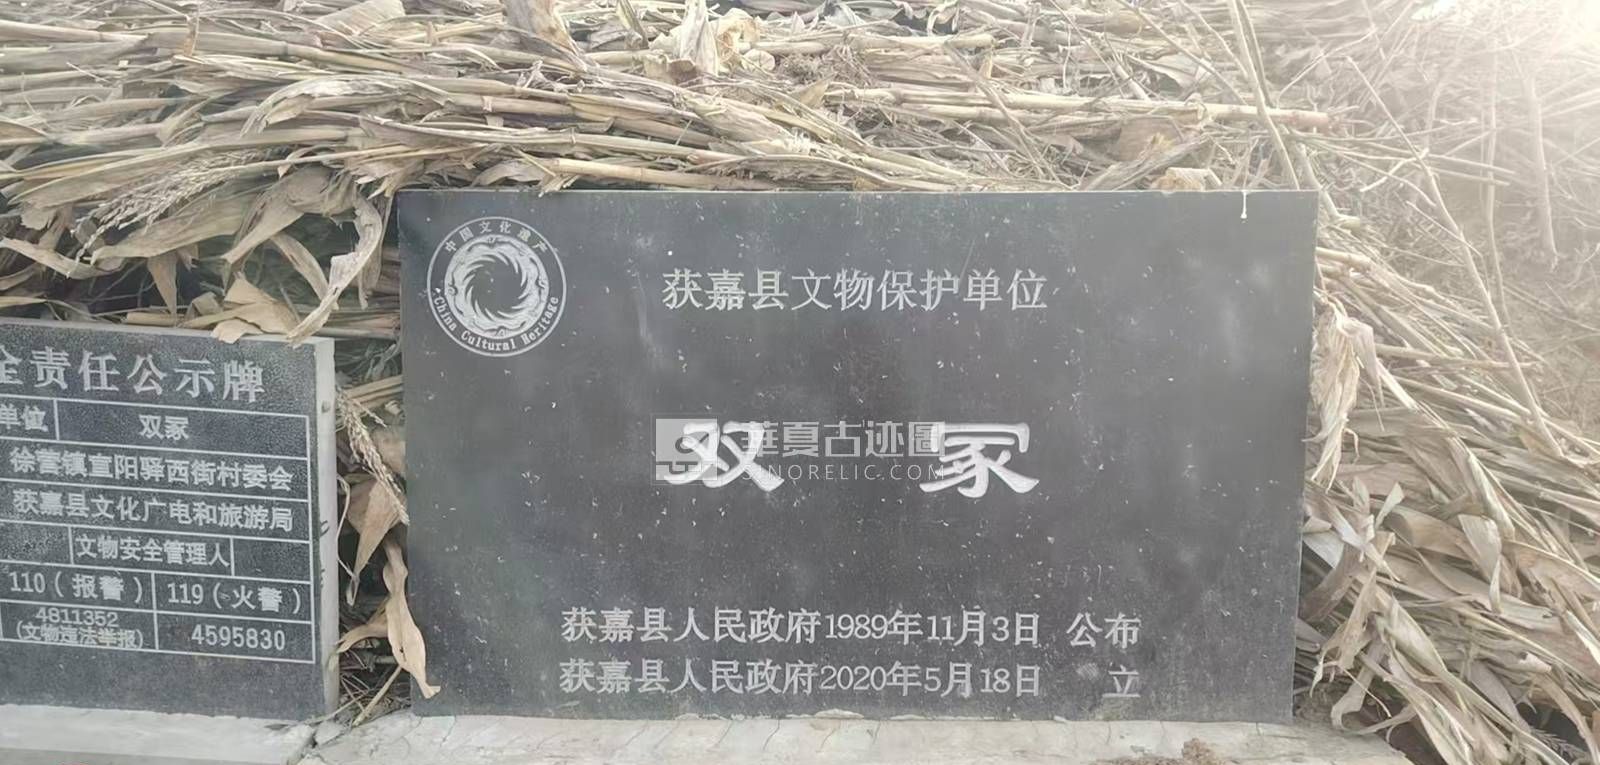 中国文化遗产
China Cultural Heritage
获嘉县文物保护单位
双冢
華夏古迹圖
SINORELIC.COM
获嘉县人民政府1989年11月3日 公布
获嘉县人民政府2020年5月18日 立
全责任公示牌
单位 双冢
徐营镇宣阳驿西街村委会
获嘉县文化广电和旅游局
文物安全管理人
110(报警) 119(火警)
4811352
(文物违法举报) 4595830